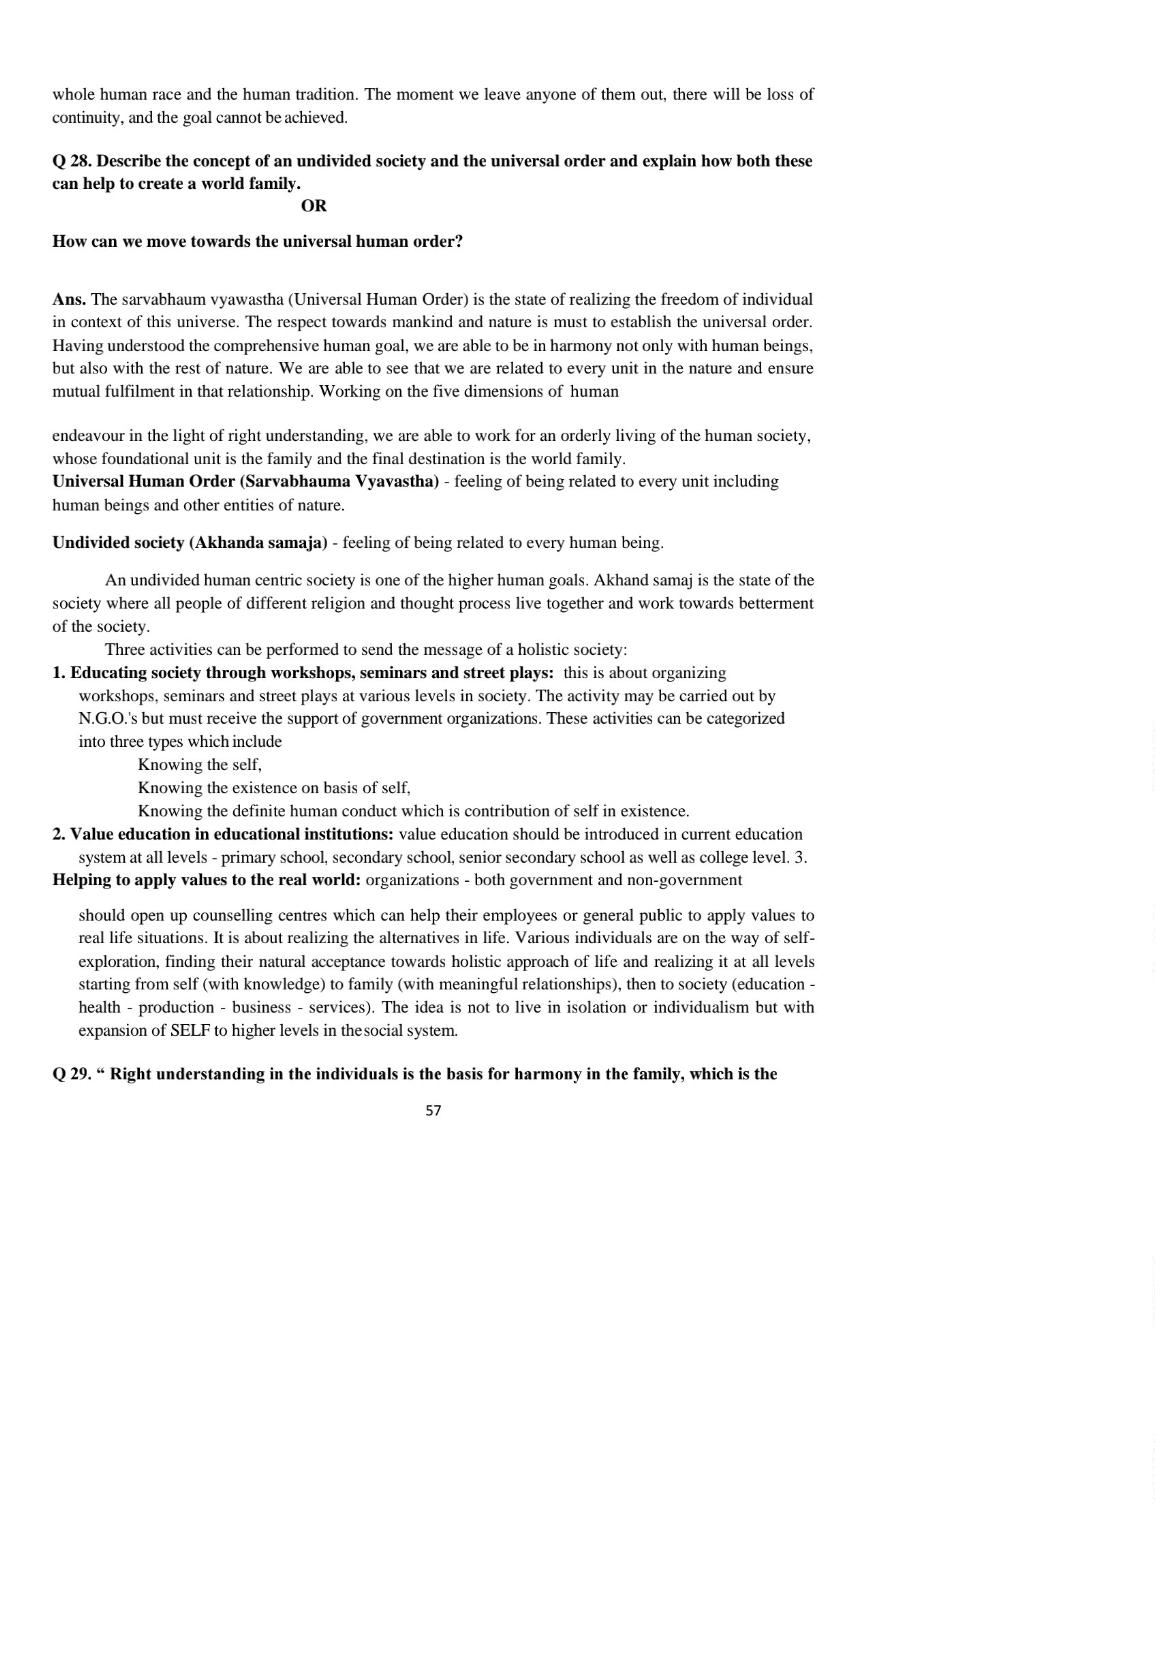 whole human race and the human tradition. The moment we leave anyone of them out, there will be loss of
continuity, and the goal cannot be achieved.
Q 28. Describe the concept of an undivided society and the universal order and explain how both these
can help to create a world family.
OR
How can we move towards the universal human order?
Ans. The sarvabhaum vyawastha (Universal Human Order) is the state of realizing the freedom of individual
in context of this universe. The respect towards mankind and nature is must to establish the universal order.
Having understood the comprehensive human goal, we are able to be in harmony not only with human beings,
but also with the rest of nature. We are able to see that we are related to every unit in the nature and ensure
mutual fulfilment in that relationship. Working on the five dimensions of human
endeavour in the light of right understanding, we are able to work for an orderly living of the human society,
whose foundational unit is the family and the final destination is the world family.
Universal Human Order (Sarvabhauma Vyavastha) - feeling of being related to every unit including
human beings and other entities of nature.
Undivided society (Akhanda samaja) - feeling of being related to every human being.
An undivided human centric society is one of the higher human goals. Akhand samaj is the state of the
society where all people of different religion and thought process live together and work towards betterment
of the society.
Three activities can be performed to send the message of a holistic society:
1. Educating society through workshops, seminars and street plays: this is about organizing
workshops, seminars and street plays at various levels in society. The activity may be carried out by
N.G.O.'s but must receive the support of government organizations. These activities can be categorized
into three types which include
Knowing the self,
Knowing the existence on basis of self,
Knowing the definite human conduct which is contribution of self in existence.
2. Value education in educational institutions: value education should be introduced in current education
system at all levels - primary school, secondary school, senior secondary school as well as college level. 3.
Helping to apply values to the real world: organizations - both government and non-government
should open up counselling centres which can help their employees or general public to apply values to
real life situations. It is about realizing the alternatives in life. Various individuals are on the way of self-
exploration, finding their natural acceptance towards holistic approach of life and realizing it at all levels
starting from self (with knowledge) to family (with meaningful relationships), then to society (education -
health - production - business - services). The idea is not to live in isolation or individualism but with
expansion of SELF to higher levels in the social system.
Q 29. “ Right understanding in the individuals is the basis for harmony in the family, which is the
57